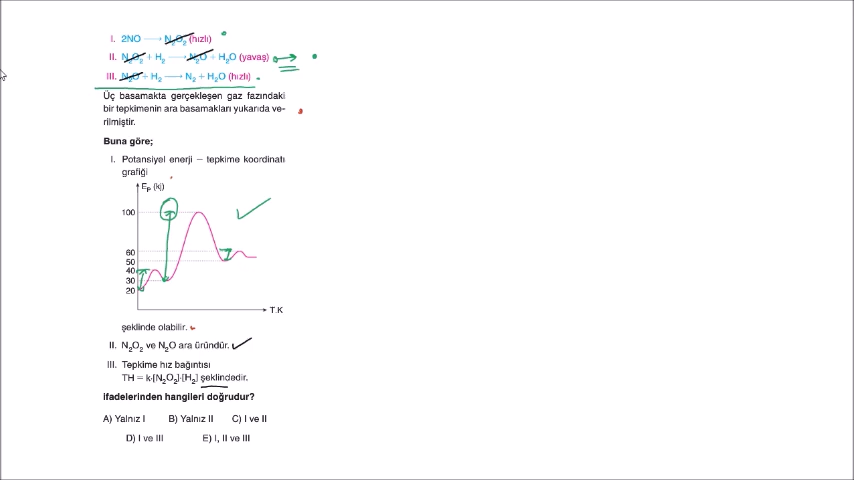 I. 2NO ⟶ N₂O₂ (hızlı)
II. N₂O₂ + H₂ ⟶ N₂O + H₂O (yavaş)
III. N₂O + H₂ ⟶ N₂ + H₂O (hızlı)
Üç basamakta gerçekleşen gaz fazındaki
bir tepkimenin ara basamakları yukarıda ve-
rilmiştir.
Buna göre;
I. Potansiyel enerji – tepkime koordinatı
grafiği
Eₚ (kj)
100
60
50
40
30
20
T.K
şeklinde olabilir.
II. N₂O₂ ve N₂O ara üründür.
III. Tepkime hız bağıntısı
TH = k·[N₂O₂]·[H₂] şeklindedir.
ifadelerinden hangileri doğrudur?
A) Yalnız I B) Yalnız II C) I ve II
D) I ve III E) I, II ve III